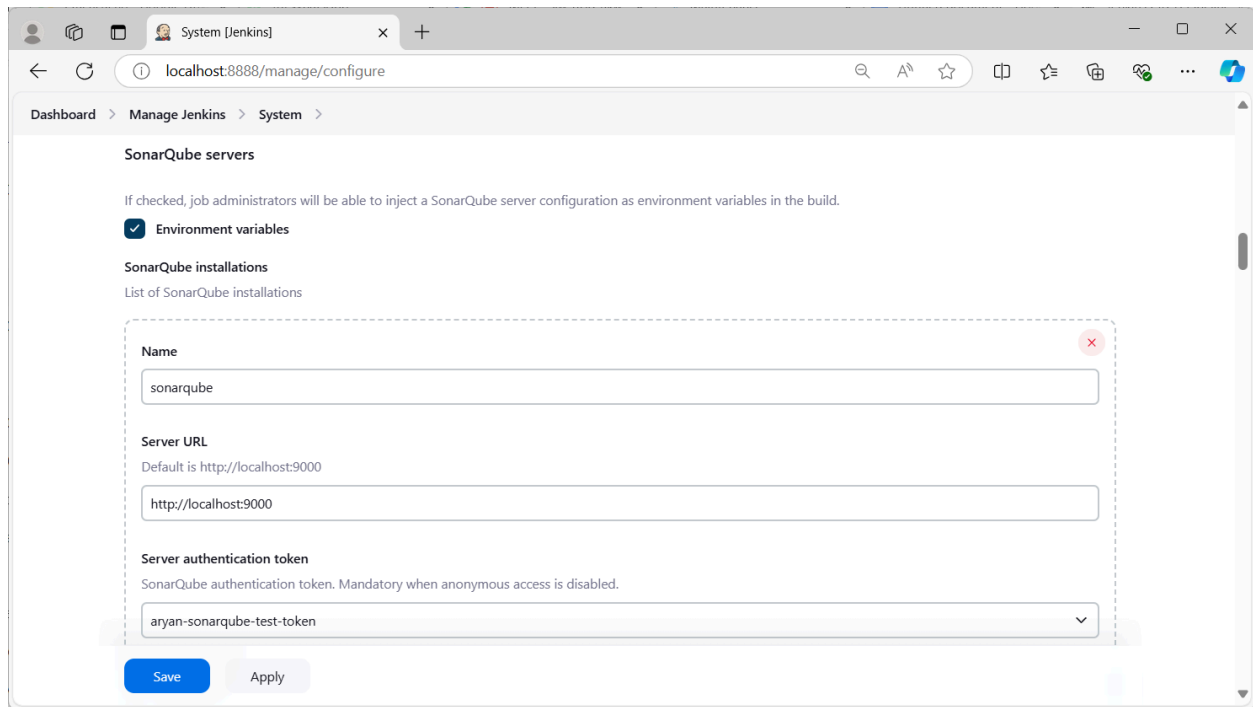 System [Jenkins]
localhost:8888/manage/configure
Dashboard > Manage Jenkins > System >
SonarQube servers
If checked, job administrators will be able to inject a SonarQube server configuration as environment variables in the build.
Environment variables
SonarQube installations
List of SonarQube installations
Name
sonarqube
Server URL
Default is http://localhost:9000
http://localhost:9000
Server authentication token
SonarQube authentication token. Mandatory when anonymous access is disabled.
aryan-sonarqube-test-token
Save Apply